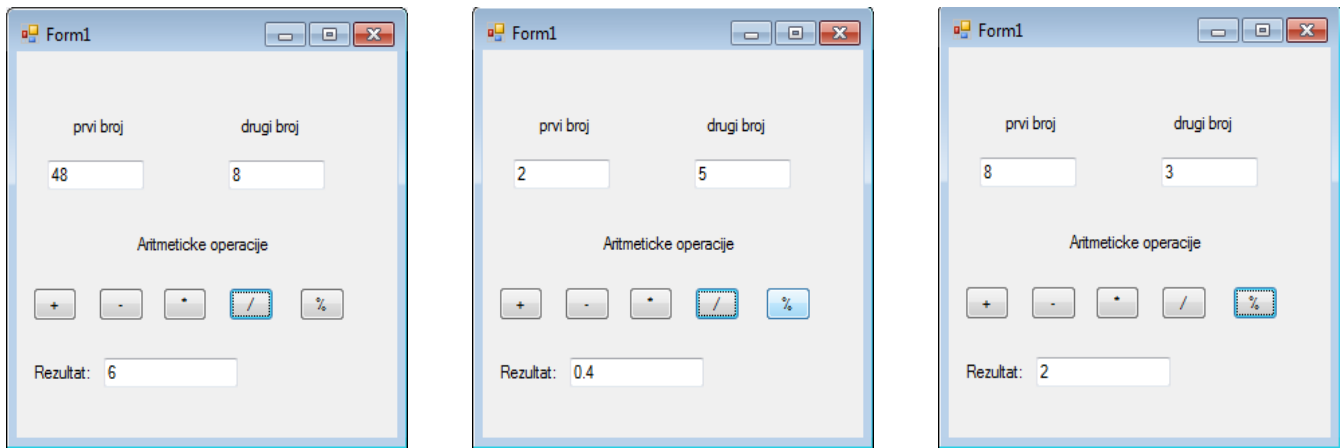 Form1
prvi broj drugi broj
48 8
Aritmeticke operacije
+ - * / %
Rezultat: 6
Form1
prvi broj drugi broj
2 5
Aritmeticke operacije
+ - * / %
Rezultat: 0.4
Form1
prvi broj drugi broj
8 3
Aritmeticke operacije
+ - * / %
Rezultat: 2